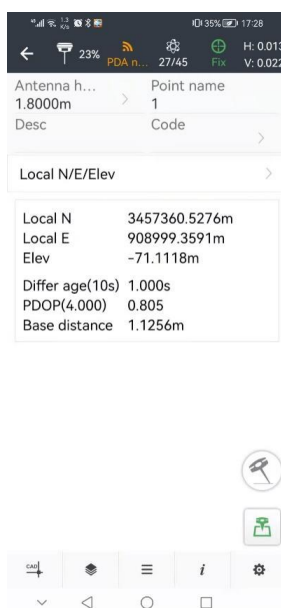 1.3 K/s 35% 17:28
23% PDA n... 27/45 Fix H: 0.013 V: 0.022
Antenna h... Point name
1.8000m 1
Desc Code
Local N/E/Elev
Local N 3457360.5276m
Local E 908999.3591m
Elev -71.1118m
Differ age(10s) 1.000s
PDOP(4.000) 0.805
Base distance 1.1256m
CAD i